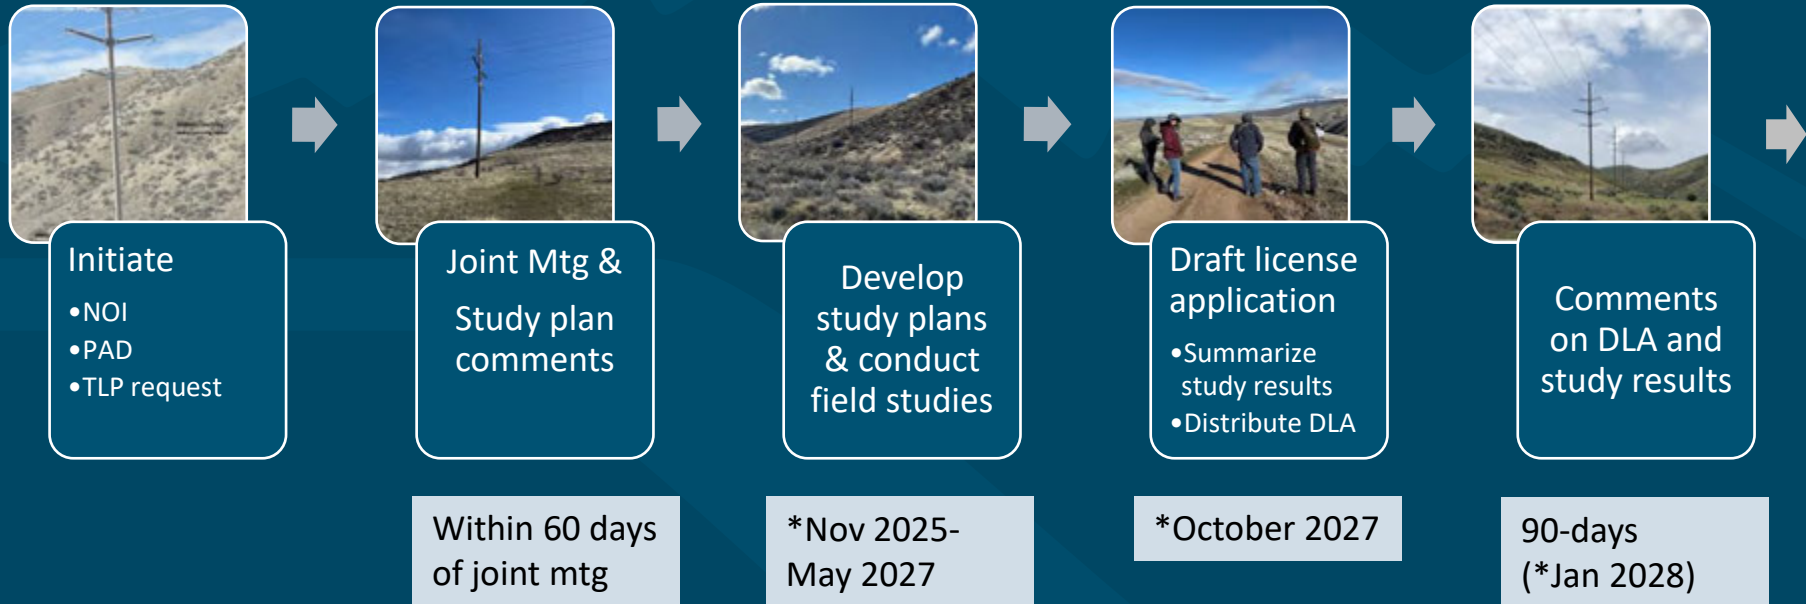 Initiate
•NOI
•PAD
•TLP request
Joint Mtg &
Study plan
comments
Develop
study plans
& conduct
field studies
Draft license
application
•Summarize
study results
•Distribute DLA
Comments
on DLA and
study results
Within 60 days
of joint mtg
*Nov 2025-
May 2027
*October 2027
90-days
(*Jan 2028)